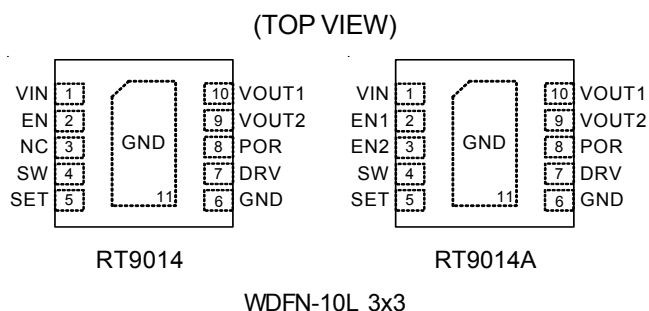 (TOP VIEW)
VIN 1 10 VOUT1 VIN 1 10 VOUT1
EN 2 9 VOUT2 EN1 2 9 VOUT2
NC 3 GND 8 POR EN2 3 GND 8 POR
SW 4 7 DRV SW 4 7 DRV
SET 5 11 6 GND SET 5 11 6 GND
RT9014 RT9014A
WDFN-10L 3x3